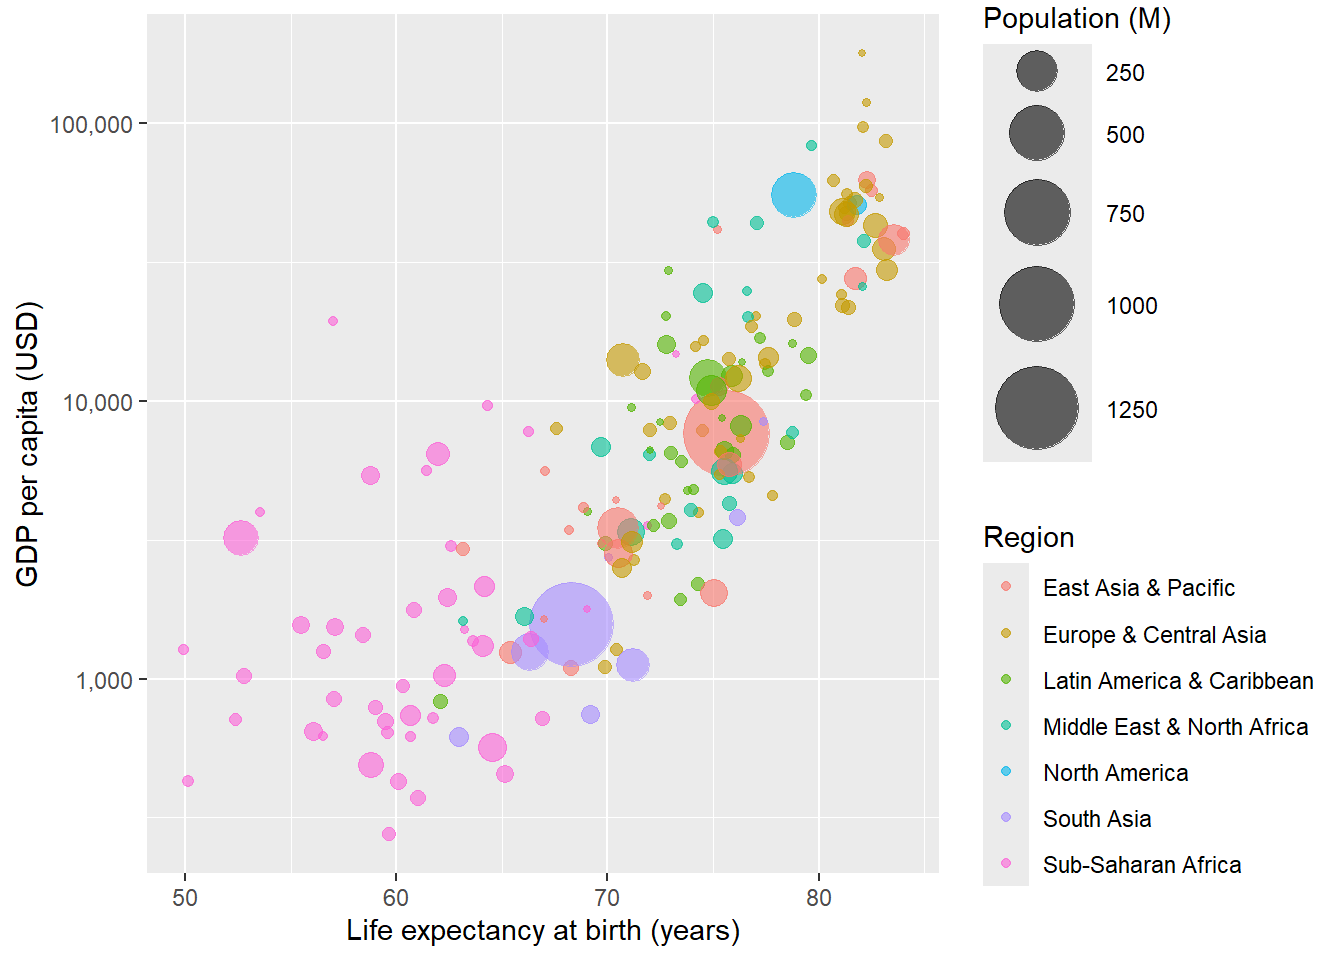 Population (M)
250
500
750
1000
1250
Region
East Asia & Pacific
Europe & Central Asia
Latin America & Caribbean
Middle East & North Africa
North America
South Asia
Sub-Saharan Africa
GDP per capita (USD)
100,000
10,000
1,000
50 60 70 80
Life expectancy at birth (years)